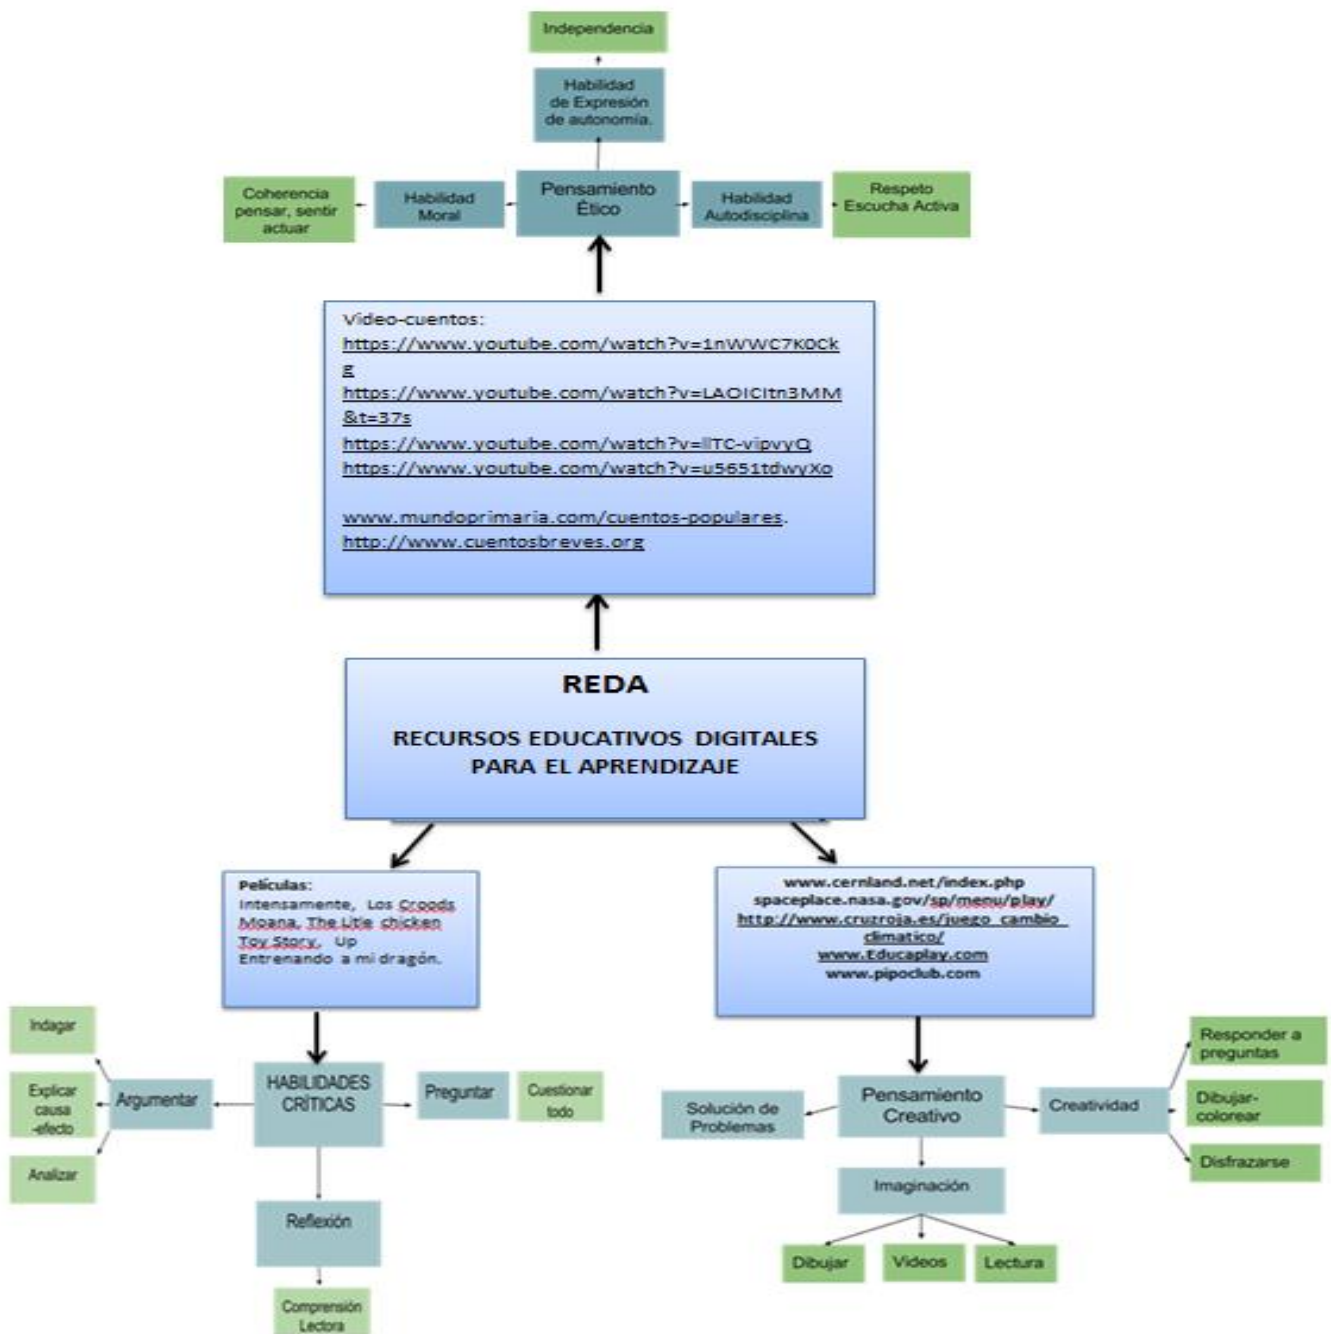 Independencia
Habilidad
de Expresión
de autonomía.
Coherencia
pensar, sentir
actuar
Habilidad
Moral
Pensamiento
Ético
Habilidad
Autodisciplina
Respeto
Escucha Activa
Video-cuentos:
https://www.youtube.com/watch?v=1nWWC7K0Ck
g
https://www.youtube.com/watch?v=LAOICItn3MM
&t=37s
https://www.youtube.com/watch?v=llTC-vipvyQ
https://www.youtube.com/watch?v=u5651tdwyXo
www.mundoprimaria.com/cuentos-populares.
http://www.cuentosbreves.org
REDA
RECURSOS EDUCATIVOS DIGITALES
PARA EL APRENDIZAJE
Películas:
Intensamente, Los Croods
Moana, The Litle chicken
Toy Story, Up
Entrenando a mi dragón.
www.cernland.net/index.php
spaceplace.nasa.gov/sp/menu/play/
http://www.cruzroja.es/juego_cambio_
climatico/
www.Educaplay.com
www.pipoclub.com
Indagar
Explicar
causa
-efecto
Analizar
Argumentar
HABILIDADES
CRÍTICAS
Preguntar
Cuestionar
todo
Reflexión
Comprensión
Lectora
Solución de
Problemas
Pensamiento
Creativo
Creatividad
Responder a
preguntas
Dibujar-
colorear
Disfrazarse
Imaginación
Dibujar
Videos
Lectura